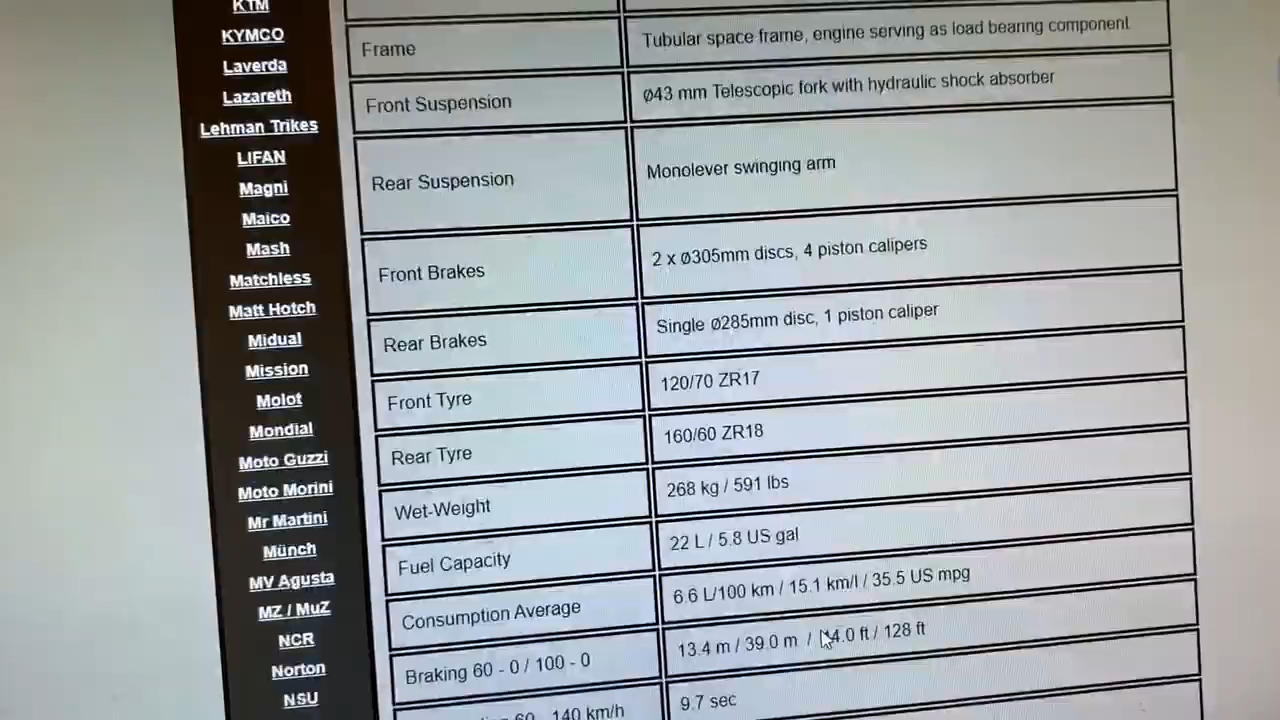 KTM
KYMCO
Laverda
Lazareth
Lehman Trikes
LIFAN
Magni
Maico
Mash
Matchless
Matt Hotch
Midual
Mission
Molot
Mondial
Moto Guzzi
Moto Morini
Mr Martini
Münch
MV Agusta
MZ / MuZ
NCR
Norton
NSU
Frame Tubular space frame, engine serving as load bearing component
Front Suspension ø43 mm Telescopic fork with hydraulic shock absorber
Rear Suspension Monolever swinging arm
Front Brakes 2 x ø305mm discs, 4 piston calipers
Rear Brakes Single ø285mm disc, 1 piston caliper
Front Tyre 120/70 ZR17
Rear Tyre 160/60 ZR18
Wet-Weight 268 kg / 591 lbs
Fuel Capacity 22 L / 5.8 US gal
Consumption Average 6.6 L/100 km / 15.1 km/l / 35.5 US mpg
Braking 60 - 0 / 100 - 0 13.4 m / 39.0 m / 4.0 ft / 128 ft
60 - 140 km/h 9.7 sec